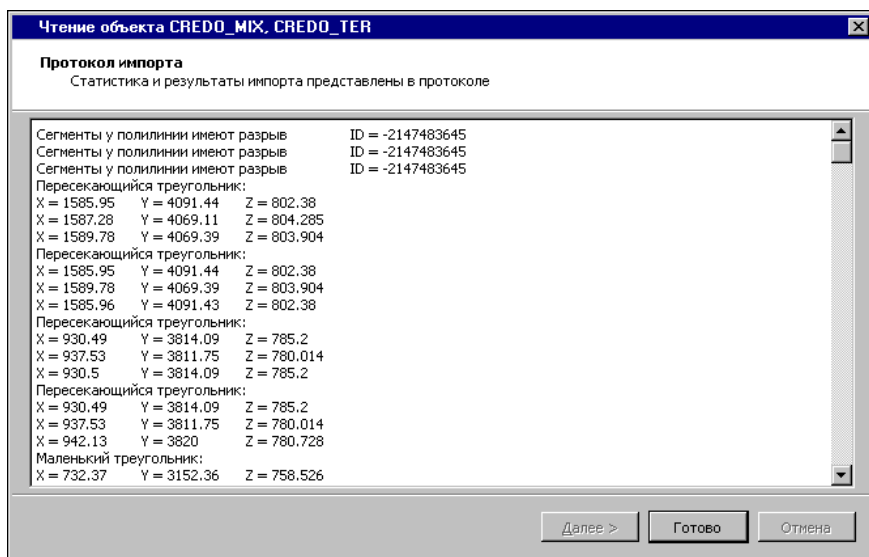 Чтение объекта CREDO_MIX, CREDO_TER
Протокол импорта
Статистика и результаты импорта представлены в протоколе
Сегменты у полилинии имеют разрыв ID = -2147483645
Сегменты у полилинии имеют разрыв ID = -2147483645
Сегменты у полилинии имеют разрыв ID = -2147483645
Пересекающийся треугольник:
X = 1585.95 Y = 4091.44 Z = 802.38
X = 1587.28 Y = 4069.11 Z = 804.285
X = 1589.78 Y = 4069.39 Z = 803.904
Пересекающийся треугольник:
X = 1585.95 Y = 4091.44 Z = 802.38
X = 1589.78 Y = 4069.39 Z = 803.904
X = 1585.96 Y = 4091.43 Z = 802.38
Пересекающийся треугольник:
X = 930.49 Y = 3814.09 Z = 785.2
X = 937.53 Y = 3811.75 Z = 780.014
X = 930.5 Y = 3814.09 Z = 785.2
Пересекающийся треугольник:
X = 930.49 Y = 3814.09 Z = 785.2
X = 937.53 Y = 3811.75 Z = 780.014
X = 942.13 Y = 3820 Z = 780.728
Маленький треугольник:
X = 732.37 Y = 3152.36 Z = 758.526
Далее > Готово Отмена